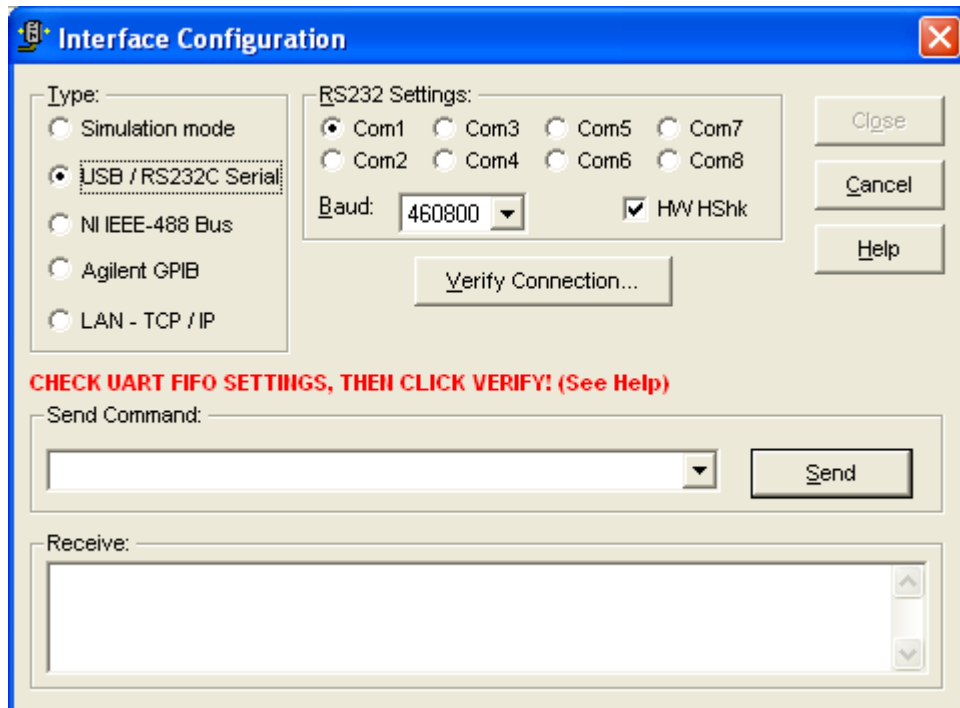 Interface Configuration
Type:
Simulation mode
USB / RS232C Serial
NI IEEE-488 Bus
Agilent GPIB
LAN - TCP / IP
RS232 Settings:
Com1 Com3 Com5 Com7
Com2 Com4 Com6 Com8
Baud: 460800 HW HShk
Verify Connection...
Close
Cancel
Help
CHECK UART FIFO SETTINGS, THEN CLICK VERIFY! (See Help)
Send Command:
Send
Receive: